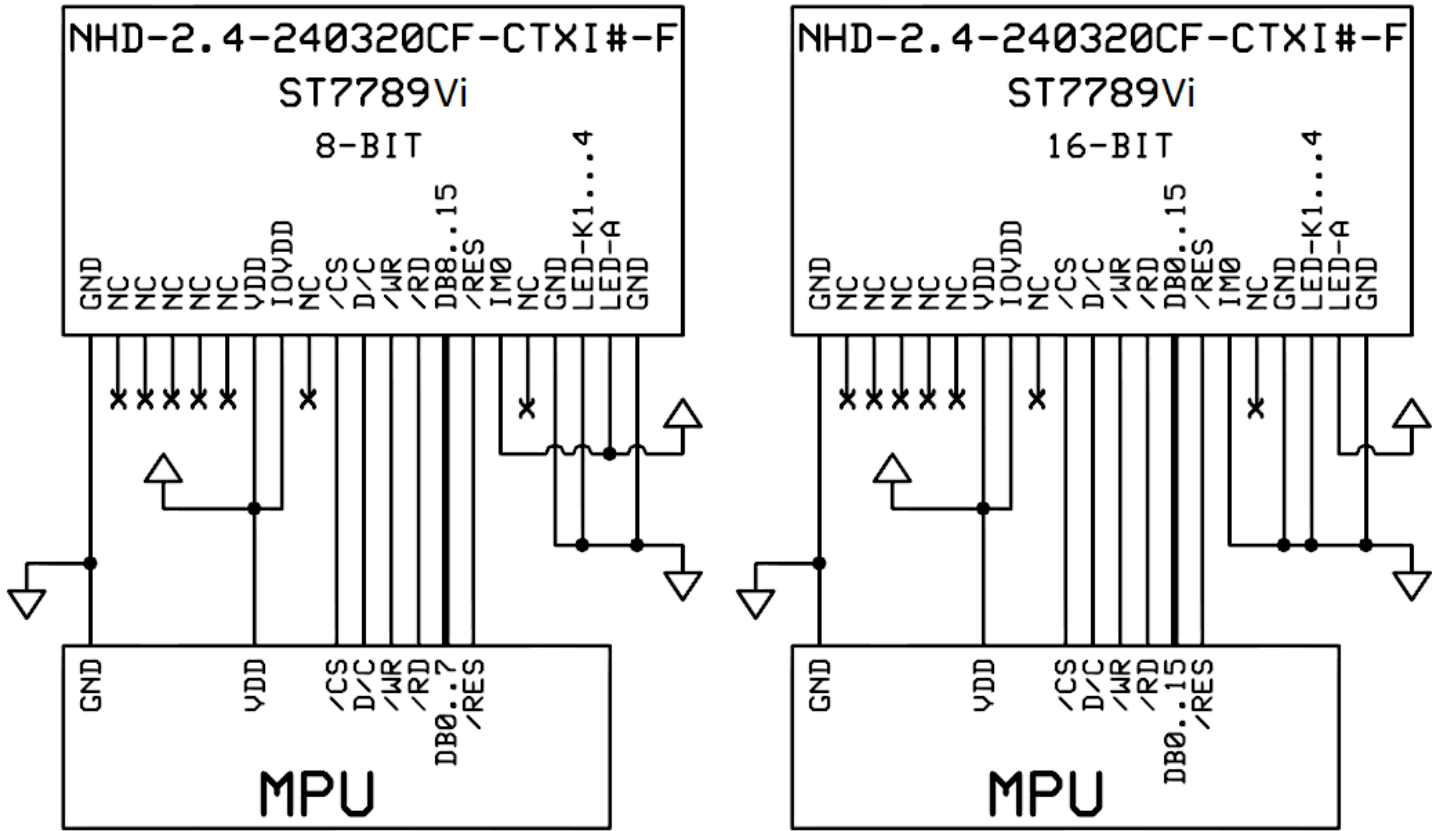 NHD-2.4-240320CF-CTXI#-F
ST7789Vi
8-BIT
GND
NC
NC
NC
NC
NC
VDD
IOVDD
NC
/CS
D/C
/WR
/RD
DB8..15
/RES
IM0
NC
GND
LED-K1...4
LED-A
GND
GND
VDD
/CS
D/C
/WR
/RD
DB0..7
/RES
MPU
NHD-2.4-240320CF-CTXI#-F
ST7789Vi
16-BIT
GND
NC
NC
NC
NC
NC
VDD
IOVDD
NC
/CS
D/C
/WR
/RD
DB0..15
/RES
IM0
NC
GND
LED-K1...4
LED-A
GND
GND
VDD
/CS
D/C
/WR
/RD
DB0..15
/RES
MPU